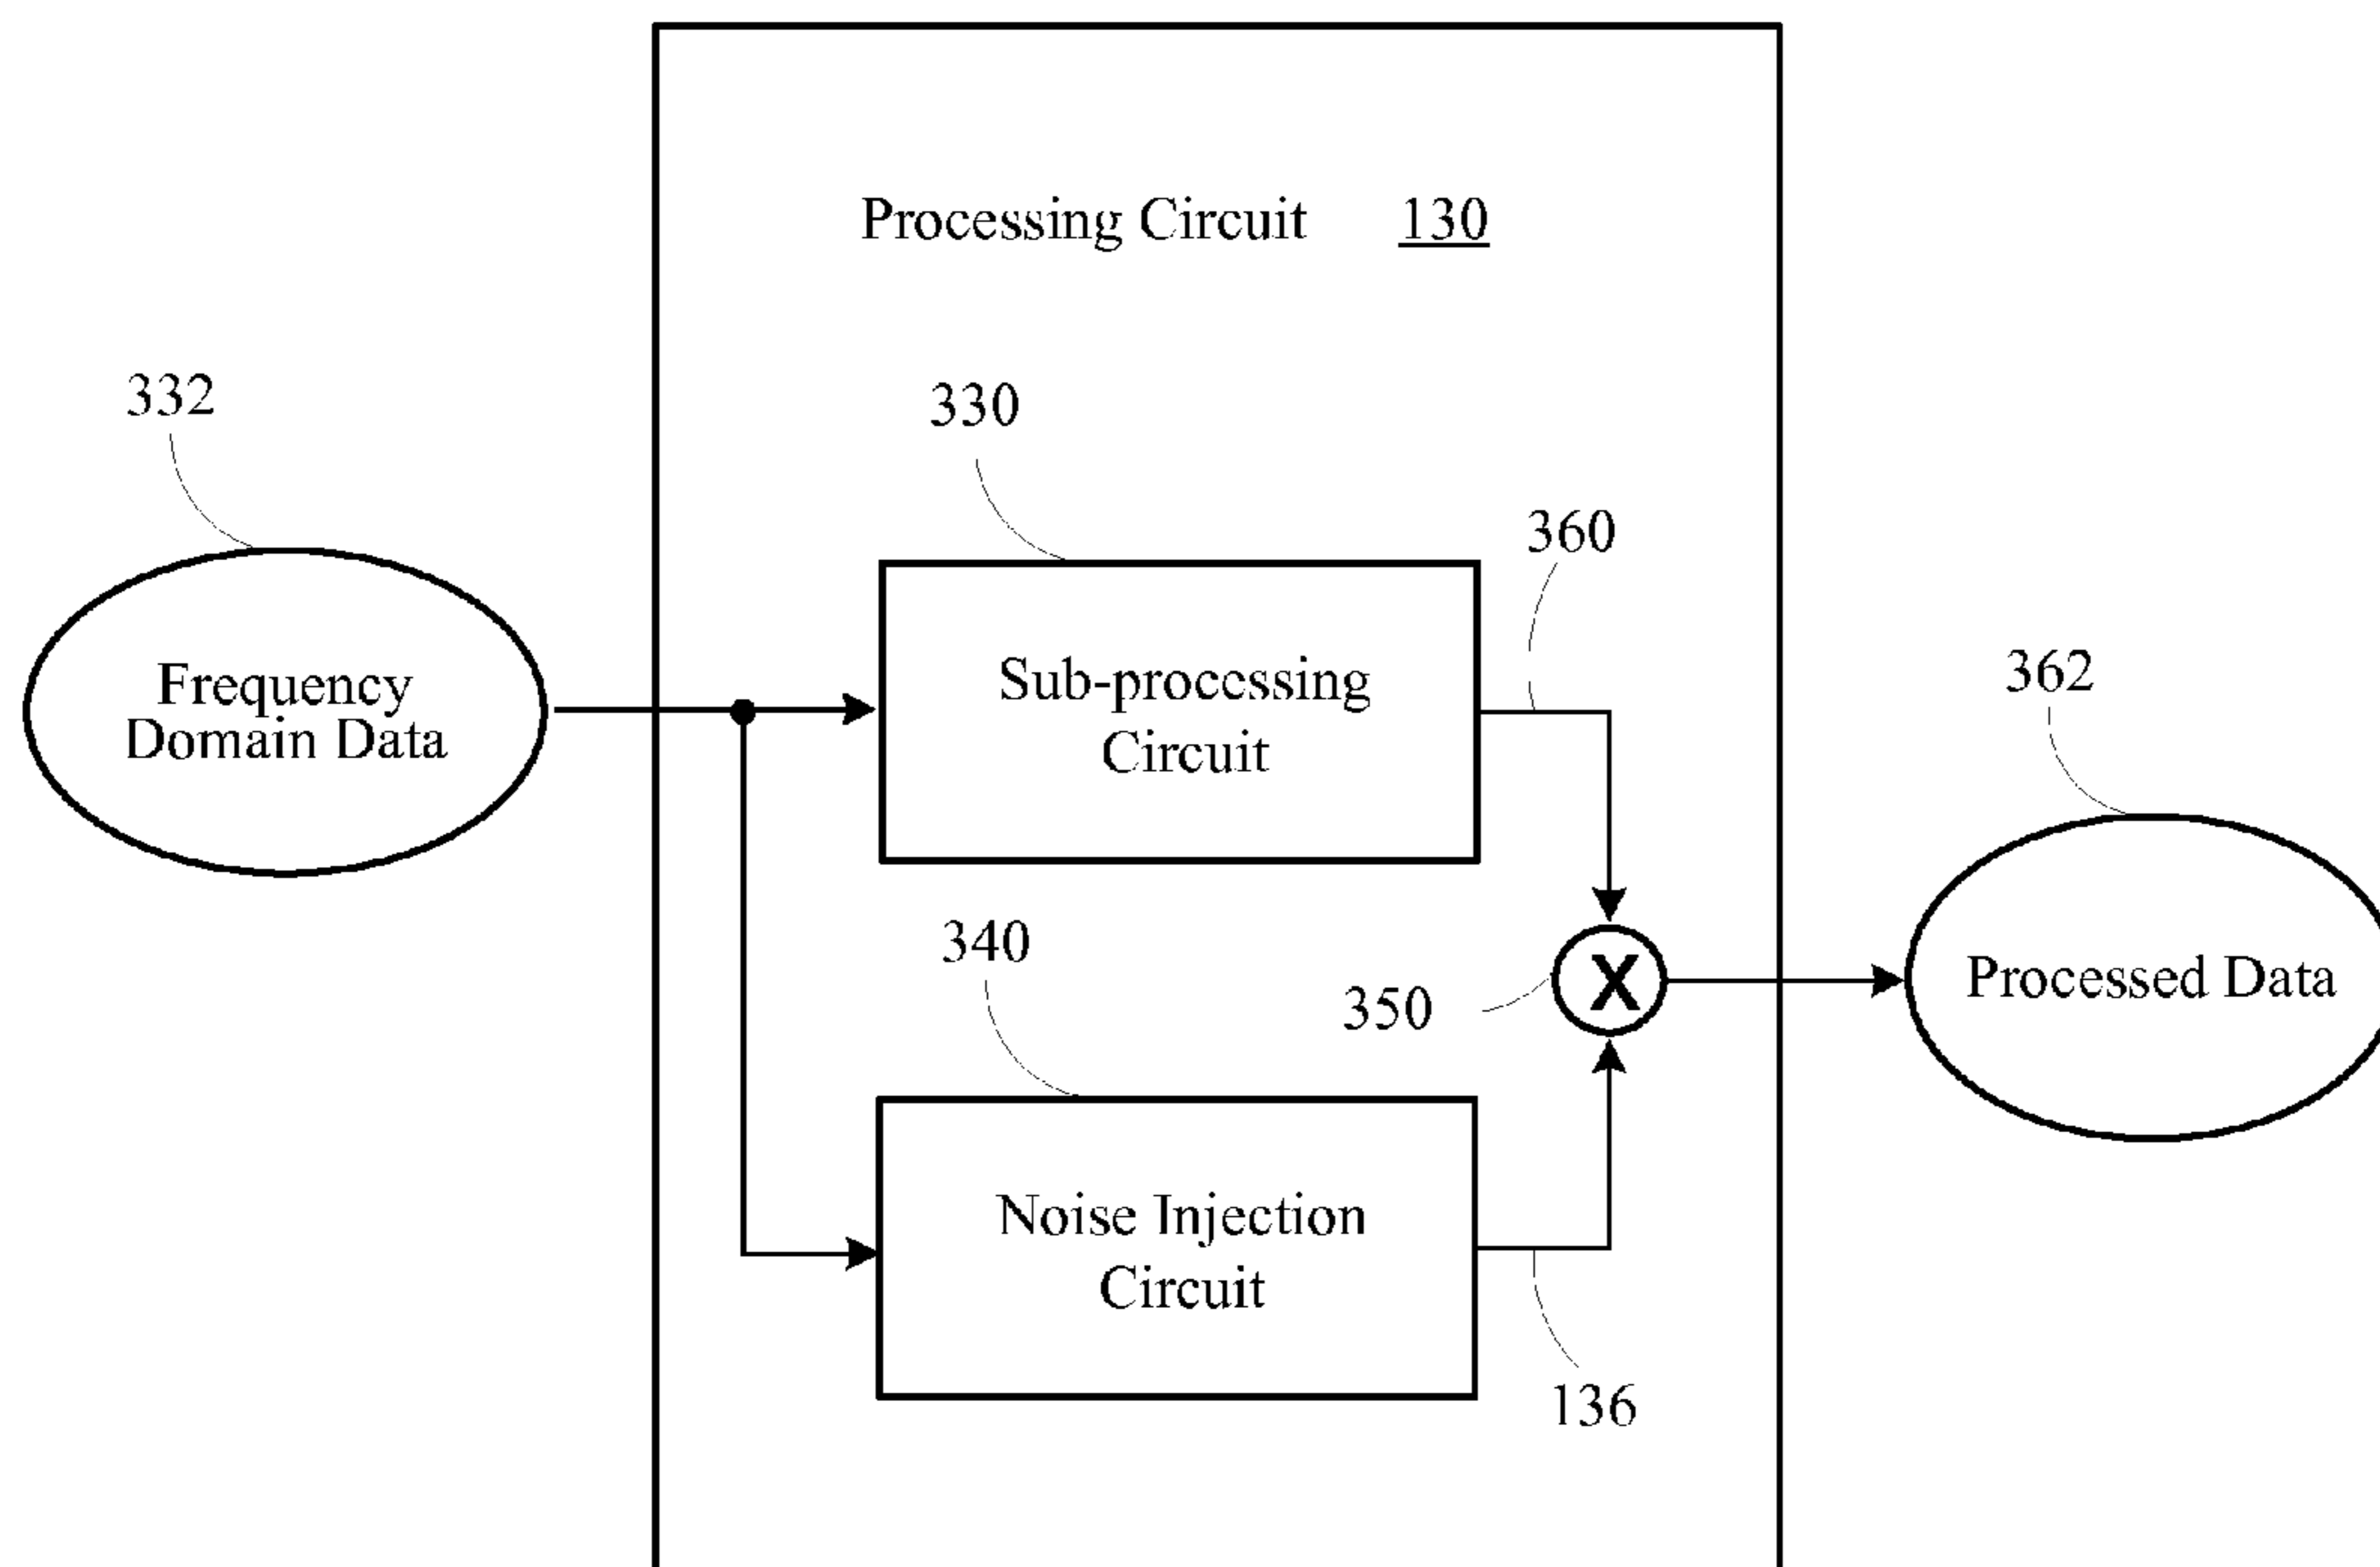 Processing Circuit 130
332
330
360
Frequency
Domain Data
Sub-processing
Circuit
362
340
350
X
Processed Data
Noise Injection
Circuit
136